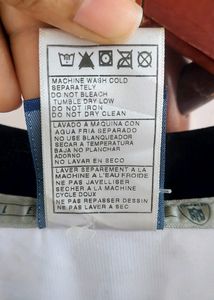 MACHINE WASH COLD
SEPARATELY
DO NOT BLEACH
TUMBLE DRY LOW
DO NOT IRON
DO NOT DRY CLEAN
LAVADO A MAQUINA CON
AGUA FRIA SEPARADO
NO USE BLANQUEADOR
SECAR A TEMPERATURA
BAJA NO PLANCHAR
ADORNO
NO LAVAR EN SECO
LAVER SEPAREMENT A LA
MACHINE A L'EAU FROIDE
NE PAS JAVELLISER
SECHER A LA MACHINE
CYCLE DOUX
NE PAS REPASSER DESSIN
NE PAS LAVER A SEC